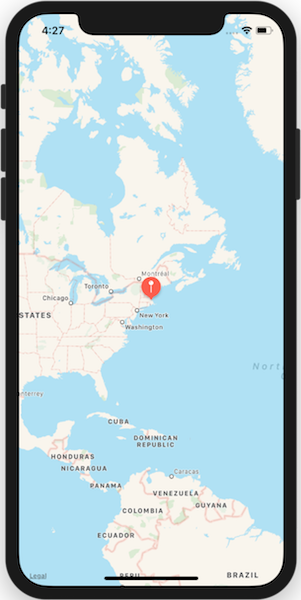 4:27
Montréal
Toronto
Chicago
STATES
New York
Washington
North
onterrey
CUBA
DOMINICAN
REPUBLIC
HONDURAS
NICARAGUA
Caracas
PANAMA
VENEZUELA
GUYANA
COLOMBIA
ECUADOR
PERU
BRAZIL
Legal